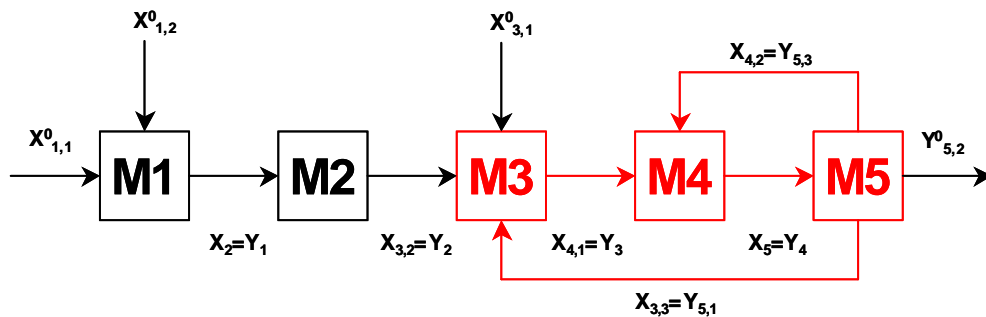 X⁰₁,₂
X⁰₃,₁
X₄,₂=Y₅,₃
X⁰₁,₁
Y⁰₅,₂
M1
M2
M3
M4
M5
X₂=Y₁
X₃,₂=Y₂
X₄,₁=Y₃
X₅=Y₄
X₃,₃=Y₅,₁